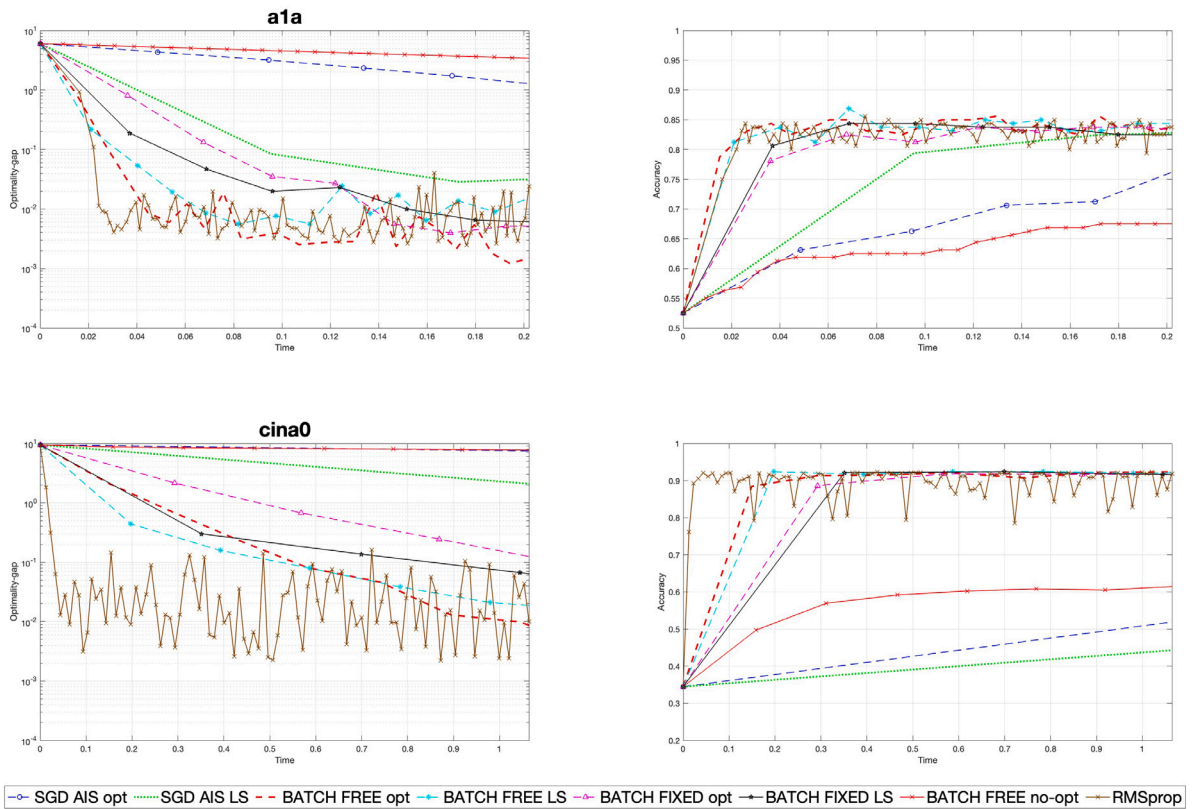 a1a
10^1
10^0
10^-1
10^-2
10^-3
10^-4
Optimality-gap
0 0.02 0.04 0.06 0.08 0.1 0.12 0.14 0.16 0.18 0.2
Time
1
0.95
0.9
0.85
0.8
0.75
0.7
0.65
0.6
0.55
0.5
Accuracy
0 0.02 0.04 0.06 0.08 0.1 0.12 0.14 0.16 0.18 0.2
Time
cina0
10^1
10^0
10^-1
10^-2
10^-3
10^-4
Optimality-gap
0 0.1 0.2 0.3 0.4 0.5 0.6 0.7 0.8 0.9 1
Time
1
0.9
0.8
0.7
0.6
0.5
0.4
0.3
0.2
Accuracy
0 0.1 0.2 0.3 0.4 0.5 0.6 0.7 0.8 0.9 1
Time
SGD AIS opt SGD AIS LS BATCH FREE opt BATCH FREE LS BATCH FIXED opt BATCH FIXED LS BATCH FREE no-opt RMSprop